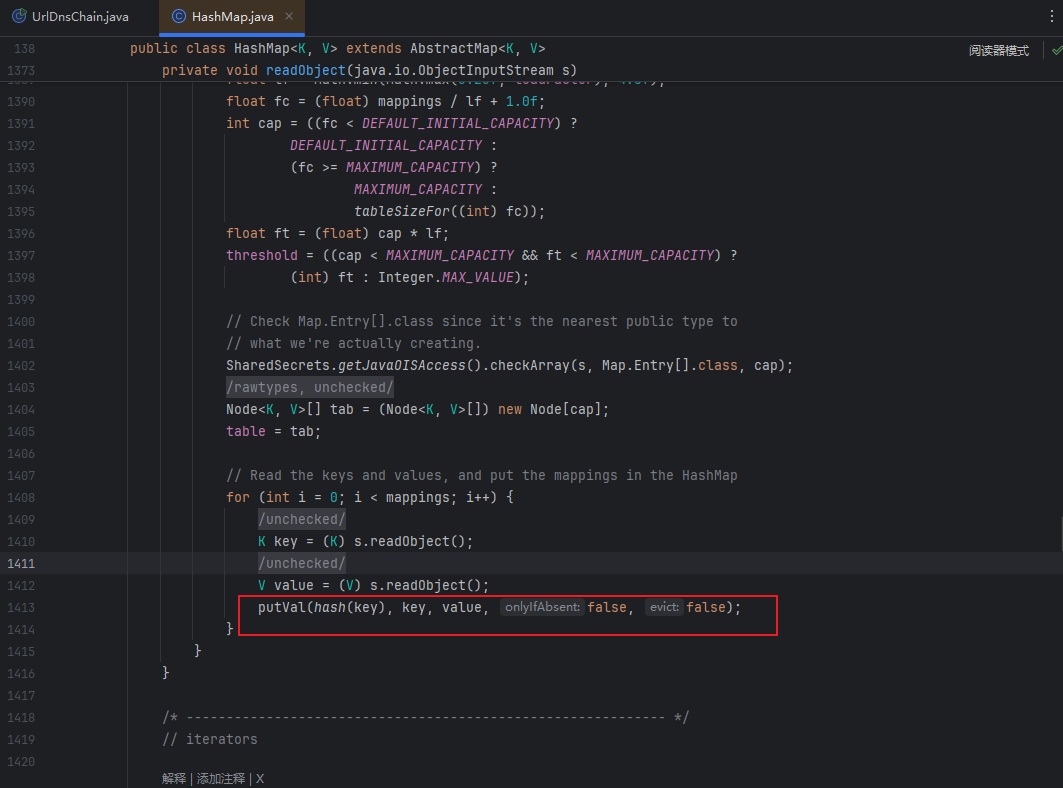 UrlDnsChain.java HashMap.java
138 public class HashMap<K, V> extends AbstractMap<K, V> 阅读器模式
1373 private void readObject(java.io.ObjectInputStream s)
1390 float fc = (float) mappings / lf + 1.0f;
1391 int cap = ((fc < DEFAULT_INITIAL_CAPACITY) ?
1392 DEFAULT_INITIAL_CAPACITY :
1393 (fc >= MAXIMUM_CAPACITY) ?
1394 MAXIMUM_CAPACITY :
1395 tableSizeFor((int) fc));
1396 float ft = (float) cap * lf;
1397 threshold = ((cap < MAXIMUM_CAPACITY && ft < MAXIMUM_CAPACITY) ?
1398 (int) ft : Integer.MAX_VALUE);
1399
1400 // Check Map.Entry[].class since it's the nearest public type to
1401 // what we're actually creating.
1402 SharedSecrets.getJavaOISAccess().checkArray(s, Map.Entry[].class, cap);
1403 /rawtypes, unchecked/
1404 Node<K, V>[] tab = (Node<K, V>[]) new Node[cap];
1405 table = tab;
1406
1407 // Read the keys and values, and put the mappings in the HashMap
1408 for (int i = 0; i < mappings; i++) {
1409 /unchecked/
1410 K key = (K) s.readObject();
1411 /unchecked/
1412 V value = (V) s.readObject();
1413 putVal(hash(key), key, value, onlyIfAbsent: false, evict: false);
1414 }
1415 }
1416 }
1417
1418 /* ------------------------------------------------------------ */
1419 // iterators
1420
解释 | 添加注释 | X